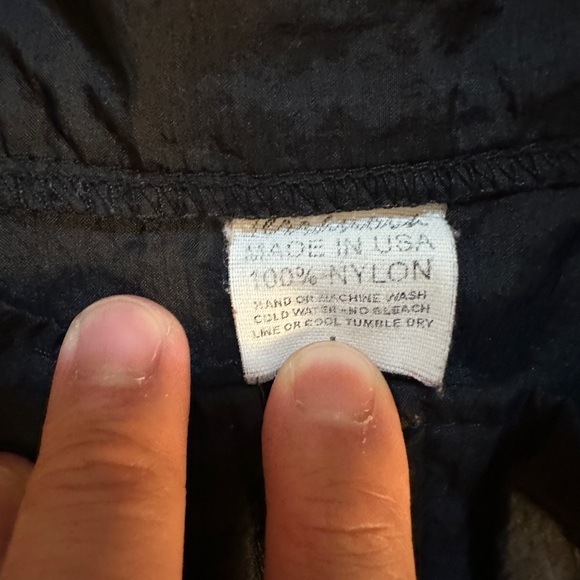 MADE IN USA
100% NYLON
HAND OR MACHINE WASH
COLD WATER - NO BLEACH
LINE OR COOL TUMBLE DRY